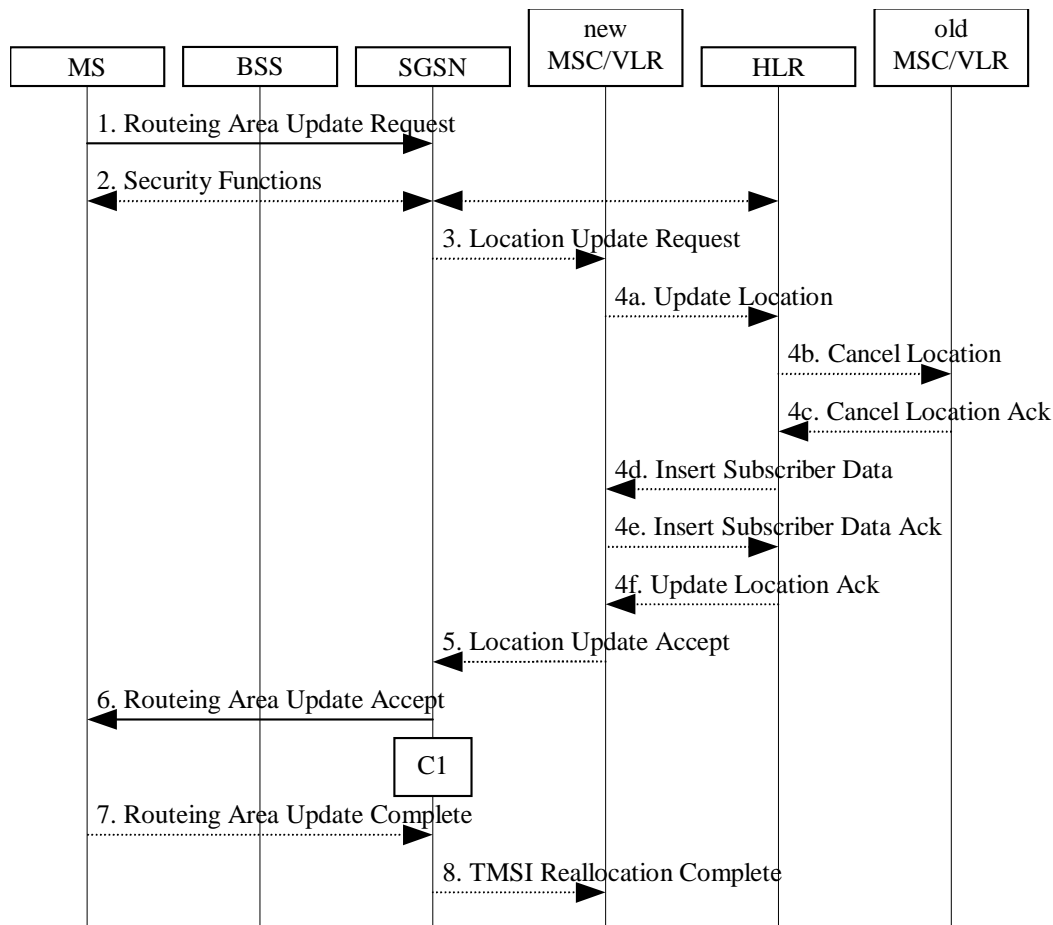 new
MSC/VLR
old
MSC/VLR
MS
BSS
SGSN
HLR
1. Routeing Area Update Request
2. Security Functions
3. Location Update Request
4a. Update Location
4b. Cancel Location
4c. Cancel Location Ack
4d. Insert Subscriber Data
4e. Insert Subscriber Data Ack
4f. Update Location Ack
5. Location Update Accept
6. Routeing Area Update Accept
C1
7. Routeing Area Update Complete
8. TMSI Reallocation Complete